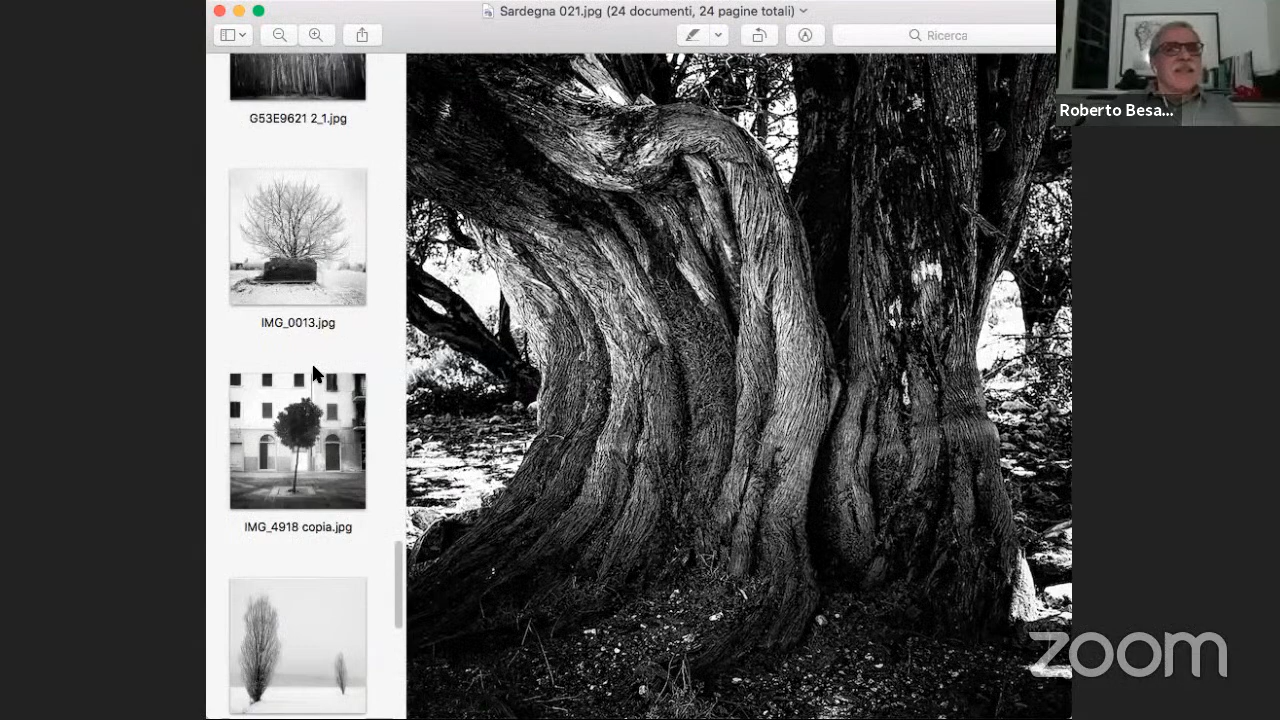 Sardegna 021.jpg (24 documenti, 24 pagine totali)
Ricerca
Roberto Besa...
G53E9621 2_1.jpg
IMG_0013.jpg
IMG_4918 copia.jpg
zoom